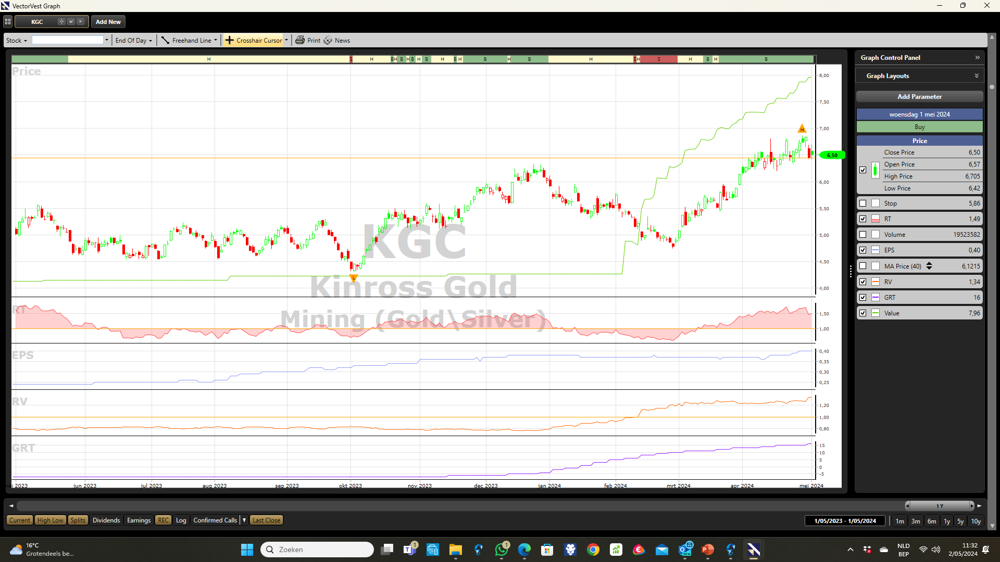 VectorVest Graph
KGC
Add New
Stock
End Of Day
Freehand Line
Crosshair Cursor
Print
News
H S H B H B H B H B H B H B H B H S H S H B H B
Price
8,00
7,50
7,00
6,50
6,00
5,50
5,00
4,50
4,00
H
L
KGC
Kinross Gold
Mining (Gold\Silver)
RT
1,50
1,00
EPS
0,40
0,35
0,30
0,25
RV
1,20
1,00
0,80
GRT
15
10
5
0
-5
ei 2023 jun 2023 jul 2023 aug 2023 sep 2023 okt 2023 nov 2023 dec 2023 jan 2024 feb 2024 mrt 2024 apr 2024 mei 2024
Graph Control Panel
Graph Layouts
Add Parameter
woensdag 1 mei 2024
Buy
Price
Close Price 6,50
Open Price 6,57
High Price 6,705
Low Price 6,42
Stop 5,86
RT 1,49
Volume 19523582
EPS 0,40
MA Price (40) 6,1215
RV 1,34
GRT 16
Value 7,96
1 Y
Current High Low Splits Dividends Earnings REC Log Confirmed Calls Last Close
1/05/2023 - 1/05/2024
1m 3m 6m 1y 5y 10y
16°C
Grotendeels be...
Zoeken
1
1
NEW
NLD
BEP
11:32
2/05/2024